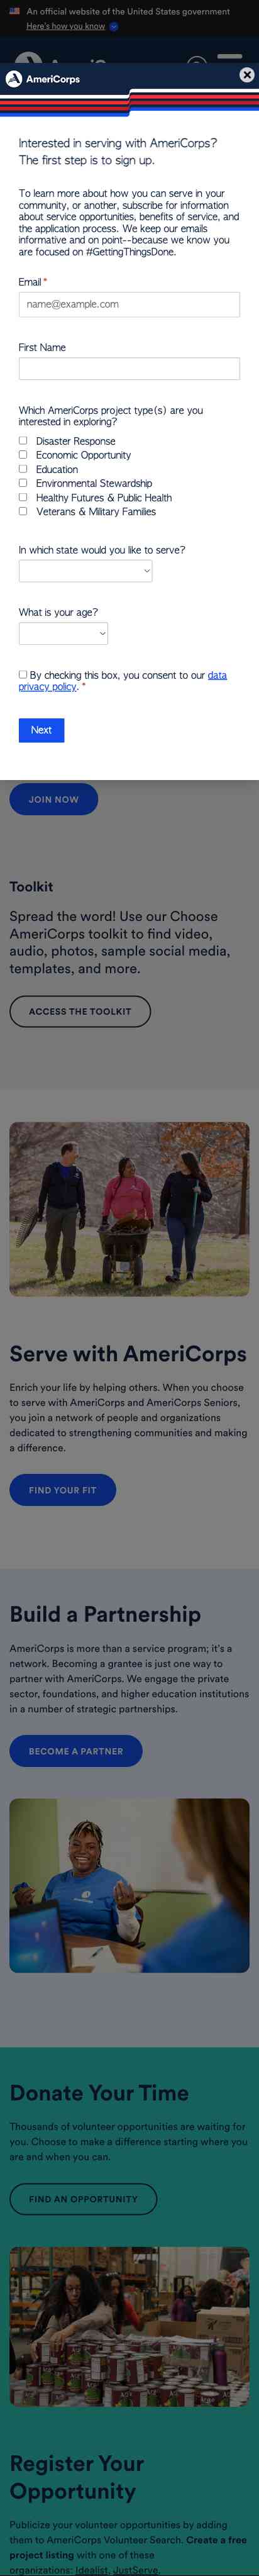 An official website of the United States government
Here's how you know
AmeriCorps
Interested in serving with AmeriCorps?
The first step is to sign up.
To learn more about how you can serve in your
community, or another, subscribe for information
about service opportunities, benefits of service, and
the application process. We keep our emails
informative and on point--because we know you
are focused on #GettingThingsDone.
Email *
name@example.com
First Name
Which AmeriCorps project type(s) are you
interested in exploring?
Disaster Response
Economic Opportunity
Education
Environmental Stewardship
Healthy Futures & Public Health
Veterans & Military Families
In which state would you like to serve?
What is your age?
By checking this box, you consent to our data
privacy policy. *
Next
JOIN NOW
Toolkit
Spread the word! Use our Choose
AmeriCorps toolkit to find video,
audio, photos, sample social media,
templates, and more.
ACCESS THE TOOLKIT
Serve with AmeriCorps
Enrich your life by helping others. When you choose
to serve with AmeriCorps and AmeriCorps Seniors,
you join a network of people and organizations
dedicated to strengthening communities and making
a difference.
FIND YOUR FIT
Build a Partnership
AmeriCorps is more than a service program; it's a
network. Becoming a grantee is just one way to
partner with AmeriCorps. We engage the private
sector, foundations, and higher education institutions
in a number of strategic partnerships.
BECOME A PARTNER
Donate Your Time
Thousands of volunteer opportunities are waiting for
you. Choose to make a difference starting where you
are and when you can.
FIND AN OPPORTUNITY
Register Your
Opportunity
Publicize your volunteer opportunities by adding
them to AmeriCorps Volunteer Search. Create a free
project listing with one of these
organizations: Idealist, JustServe,